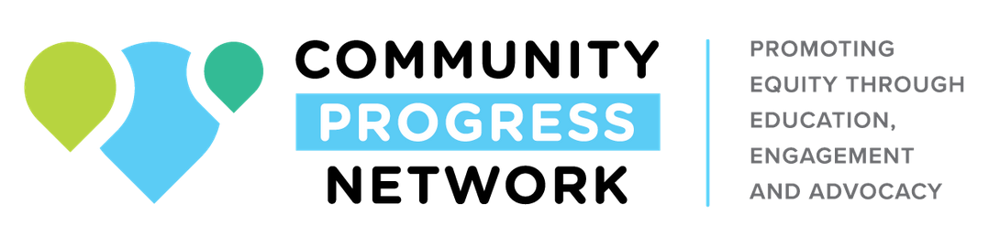 COMMUNITY
PROGRESS
NETWORK
PROMOTING
EQUITY THROUGH
EDUCATION,
ENGAGEMENT
AND ADVOCACY